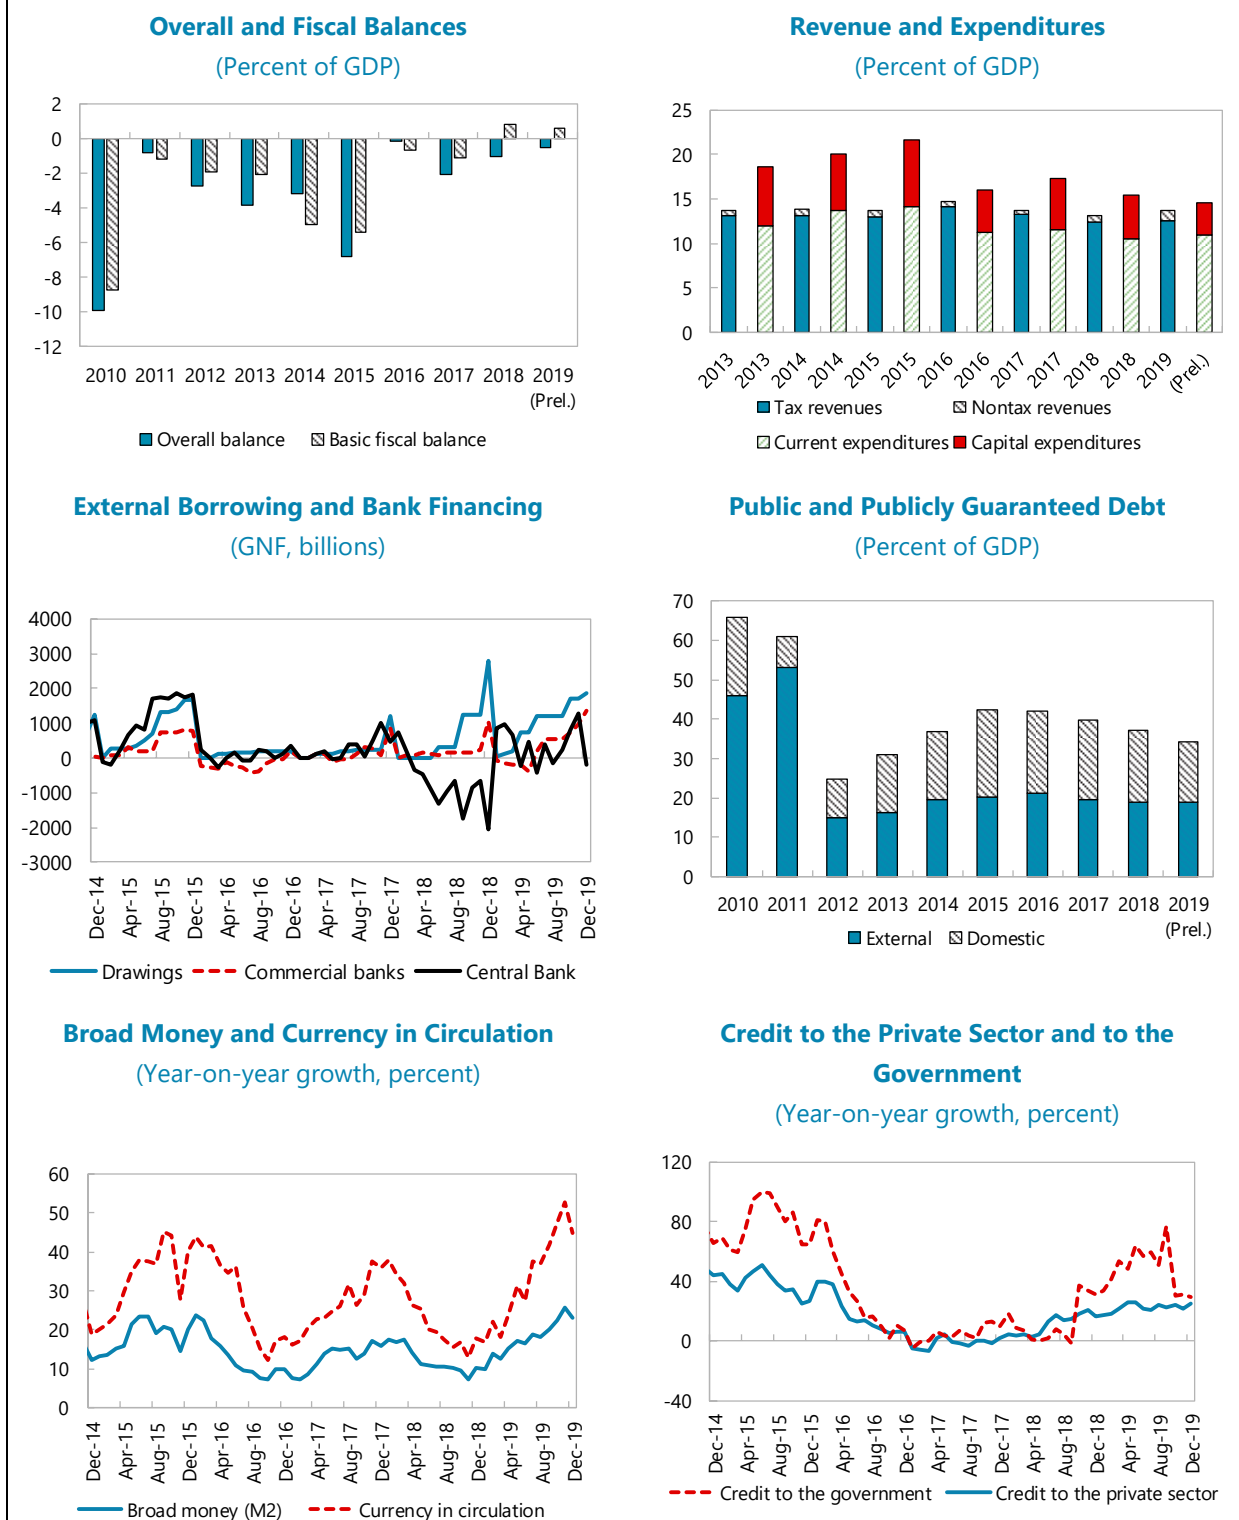 Overall and Fiscal Balances
(Percent of GDP)
2
0
-2
-4
-6
-8
-10
-12
2010 2011 2012 2013 2014 2015 2016 2017 2018 2019
(Prel.)
Overall balance Basic fiscal balance
Revenue and Expenditures
(Percent of GDP)
25
20
15
10
5
0
2013 2013 2014 2014 2015 2015 2016 2016 2017 2017 2018 2018 2019 (Prel.)
Tax revenues Nontax revenues
Current expenditures Capital expenditures
External Borrowing and Bank Financing
(GNF, billions)
4000
3000
2000
1000
0
-1000
-2000
-3000
Dec-14 Apr-15 Aug-15 Dec-15 Apr-16 Aug-16 Dec-16 Apr-17 Aug-17 Dec-17 Apr-18 Aug-18 Dec-18 Apr-19 Aug-19 Dec-19
Drawings Commercial banks Central Bank
Public and Publicly Guaranteed Debt
(Percent of GDP)
70
60
50
40
30
20
10
0
2010 2011 2012 2013 2014 2015 2016 2017 2018 2019
(Prel.)
External Domestic
Broad Money and Currency in Circulation
(Year-on-year growth, percent)
60
50
40
30
20
10
0
Dec-14 Apr-15 Aug-15 Dec-15 Apr-16 Aug-16 Dec-16 Apr-17 Aug-17 Dec-17 Apr-18 Aug-18 Dec-18 Apr-19 Aug-19 Dec-19
Broad money (M2) Currency in circulation
Credit to the Private Sector and to the
Government
(Year-on-year growth, percent)
120
80
40
0
-40
Dec-14 Apr-15 Aug-15 Dec-15 Apr-16 Aug-16 Dec-16 Apr-17 Aug-17 Dec-17 Apr-18 Aug-18 Dec-18 Apr-19 Aug-19 Dec-19
Credit to the government Credit to the private sector